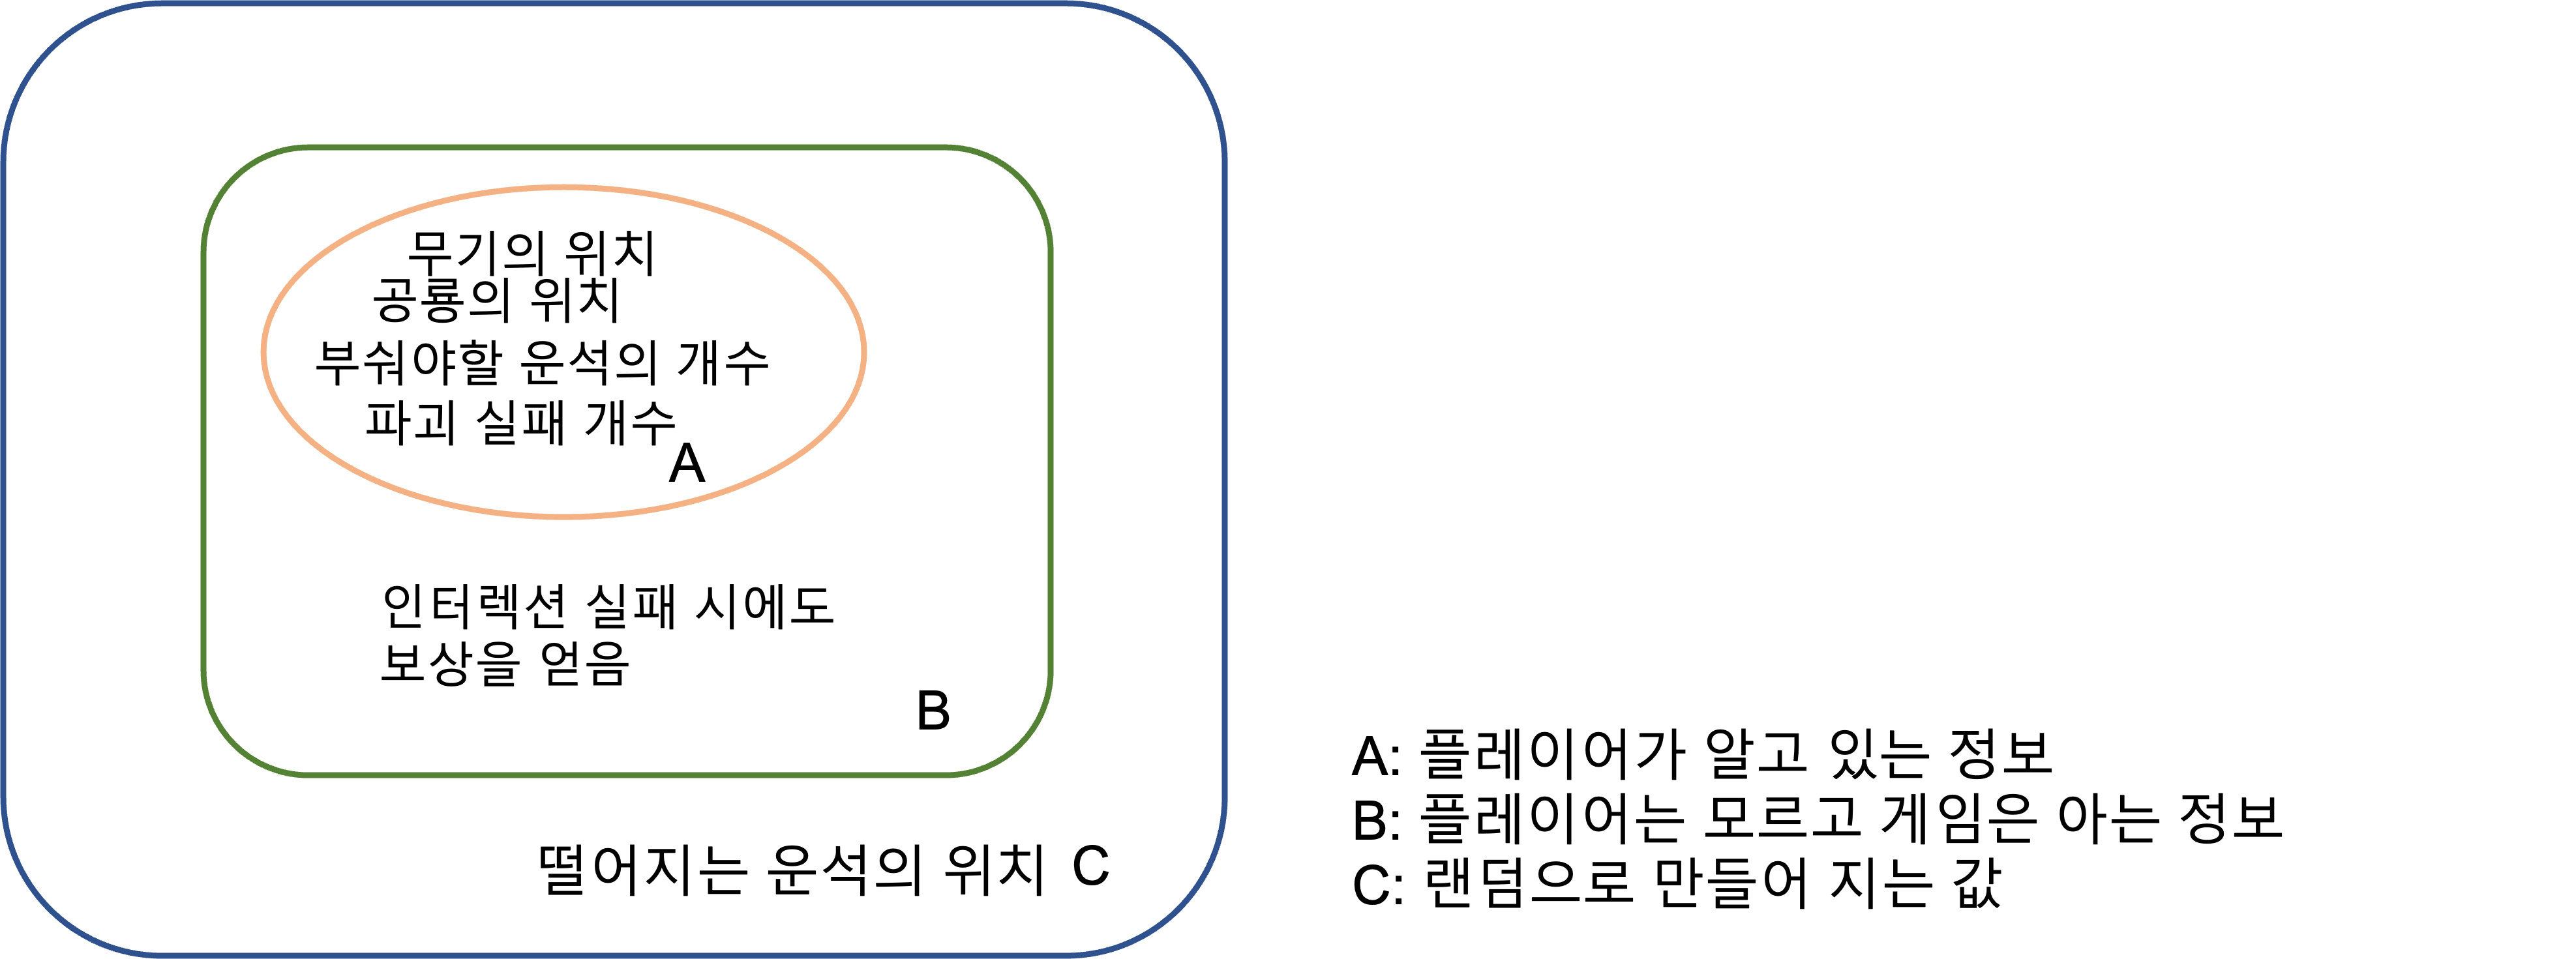 무기의 위치
공룡의 위치
부숴야할 운석의 개수
파괴 실패 개수
A
인터렉션 실패 시에도
보상을 얻음
B
떨어지는 운석의 위치 C
A: 플레이어가 알고 있는 정보
B: 플레이어는 모르고 게임은 아는 정보
C: 랜덤으로 만들어 지는 값